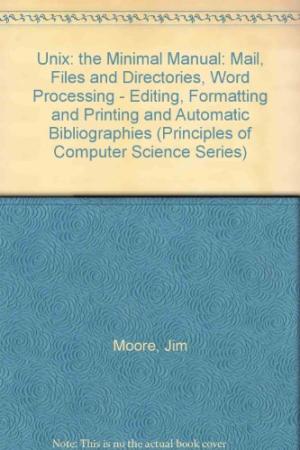 Unix: the Minimal Manual: Mail,
Files and Directories, Word
Processing - Editing, Formatting
and Printing and Automatic
Bibliographies (Principles of
Computer Science Series)
Moore, Jim
Note: This is no the actual book cover